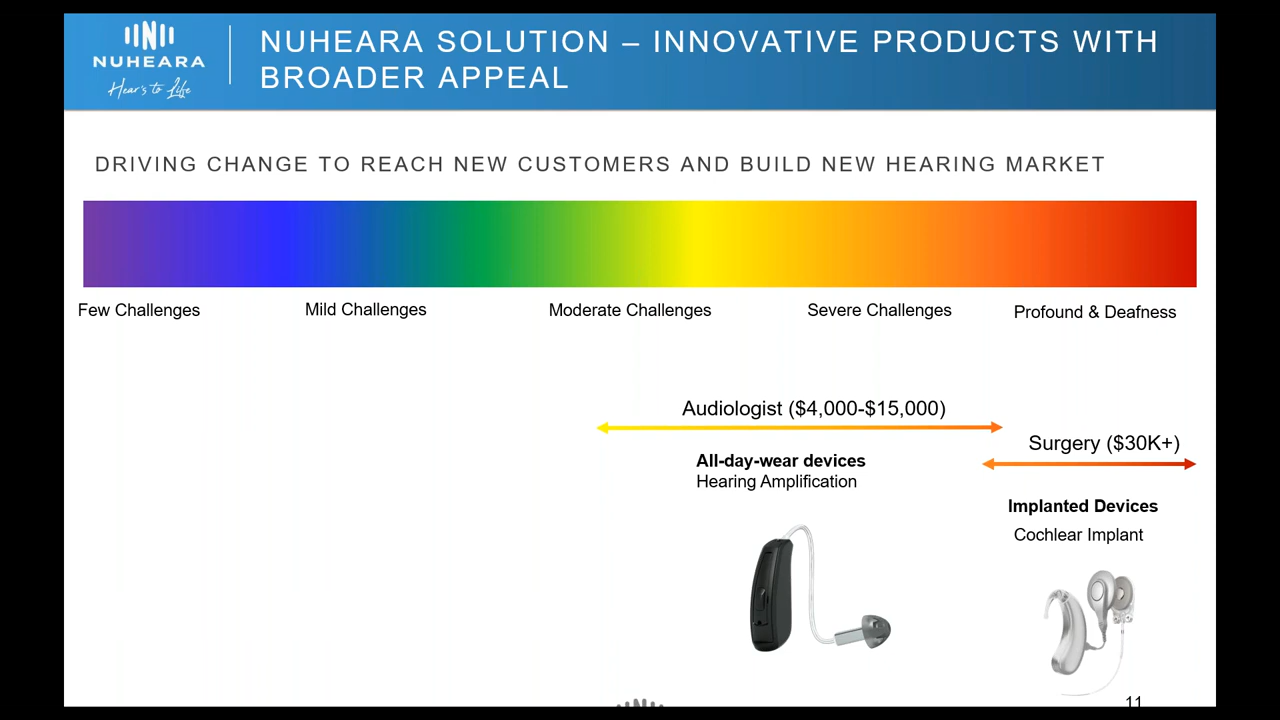 NUHEARA
Hear's to Life
NUHEARA SOLUTION – INNOVATIVE PRODUCTS WITH
BROADER APPEAL
DRIVING CHANGE TO REACH NEW CUSTOMERS AND BUILD NEW HEARING MARKET
Few Challenges
Mild Challenges
Moderate Challenges
Severe Challenges
Profound & Deafness
Audiologist ($4,000-$15,000)
Surgery ($30K+)
All-day-wear devices
Hearing Amplification
Implanted Devices
Cochlear Implant
11